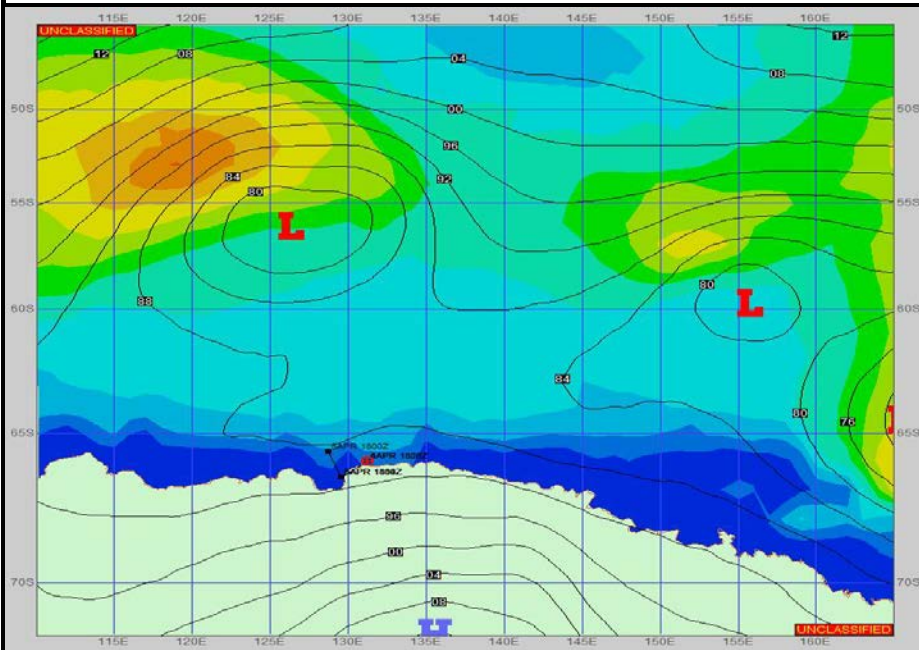 115E 120E 125E 130E 135E 140E 145E 150E 155E 160E
UNCLASSIFIED
12 08 04 12
08
50S 00 50S
96
84 92
80
55S 55S
L
80
88 L
60S 60S
84
80
76
65S 65S
APR 1800Z
96
00
70S 04 70S
08
H
UNCLASSIFIED
115E 120E 125E 130E 135E 140E 145E 150E 155E 160E